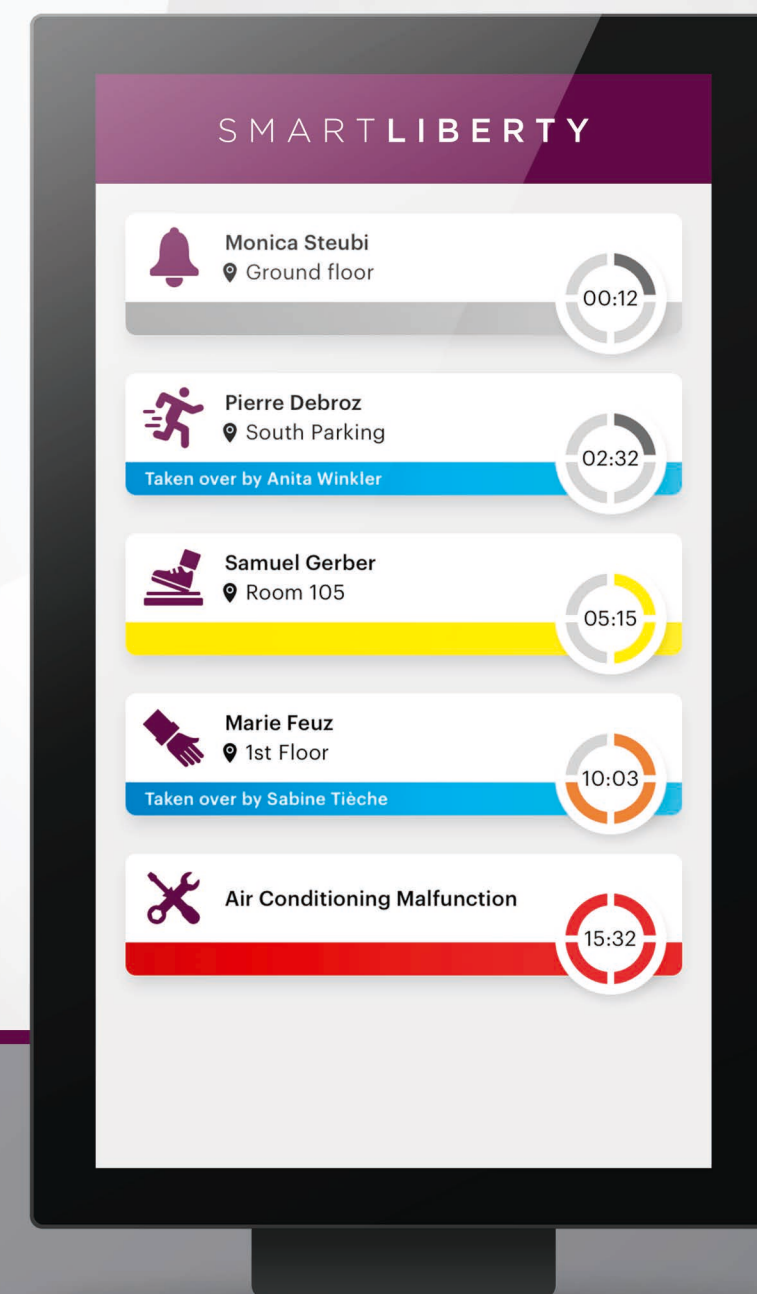 SMARTLIBERTY
Monica Steubi
Ground floor
00:12
Pierre Debroz
South Parking
02:32
Taken over by Anita Winkler
Samuel Gerber
Room 105
05:15
Marie Feuz
1st Floor
10:03
Taken over by Sabine Tièche
Air Conditioning Malfunction
15:32